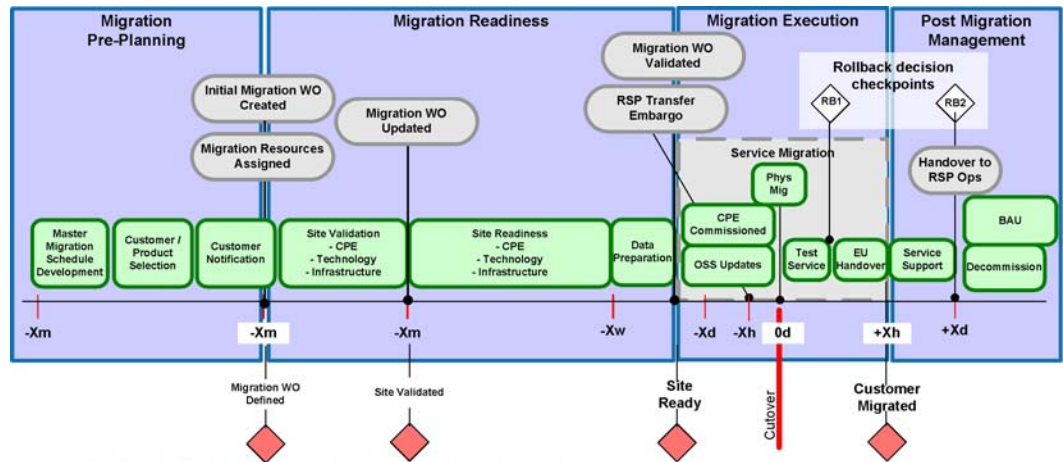 Migration
Pre-Planning
Migration Readiness
Migration Execution
Post Migration
Management
Initial Migration WO
Created
Migration Resources
Assigned
Migration WO
Updated
Migration WO
Validated
RSP Transfer
Embargo
Rollback decision
checkpoints
RB1
RB2
Service Migration
Phys
Mig
Handover to
RSP Ops
Master
Migration
Schedule
Development
Customer /
Product
Selection
Customer
Notification
Site Validation
- CPE
- Technology
- Infrastructure
Site Readiness
- CPE
- Technology
- Infrastructure
Data
Preparation
CPE
Commissioned
OSS Updates
Test
Service
EU
Handover
Service
Support
BAU
Decommission
-Xm
-Xm
-Xm
-Xw
-Xd
-Xh
0d
+Xh
+Xd
Migration WO
Defined
Site Validated
Site
Ready
Cutover
Customer
Migrated